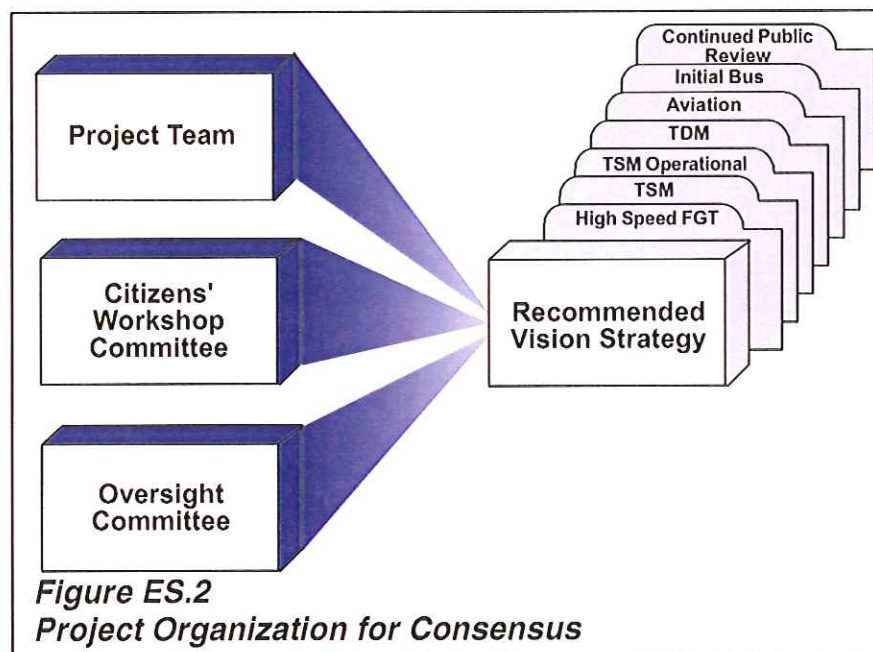 Project Team
Citizens'
Workshop
Committee
Oversight
Committee
Continued Public
Review
Initial Bus
Aviation
TDM
TSM Operational
TSM
High Speed FGT
Recommended
Vision Strategy
Figure ES.2
Project Organization for Consensus